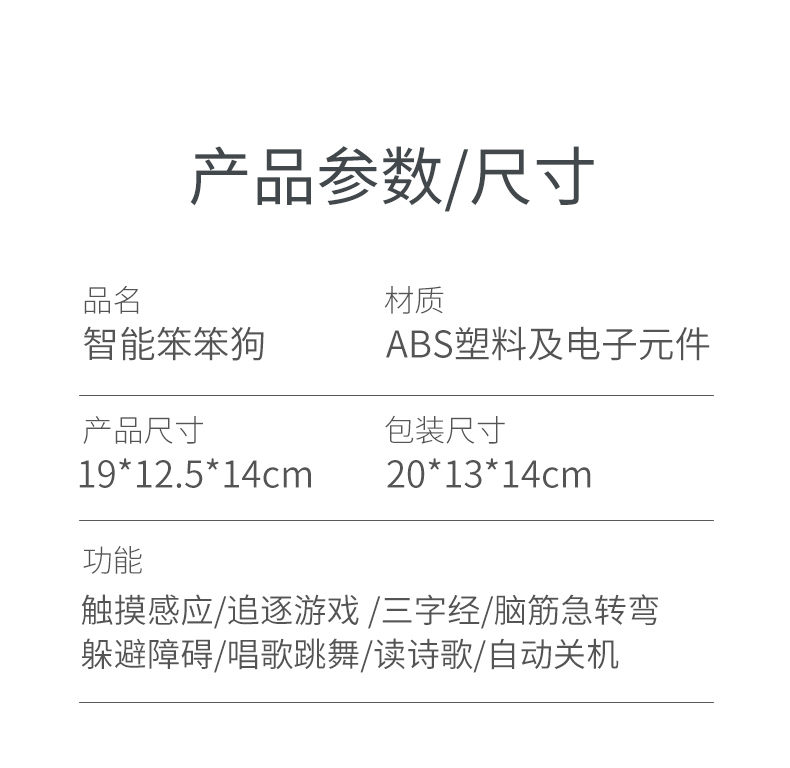 产品参数/尺寸
品名
智能笨笨狗
材质
ABS塑料及电子元件
产品尺寸
19*12.5*14cm
包装尺寸
20*13*14cm
功能
触摸感应/追逐游戏 /三字经/脑筋急转弯
躲避障碍/唱歌跳舞/读诗歌/自动关机